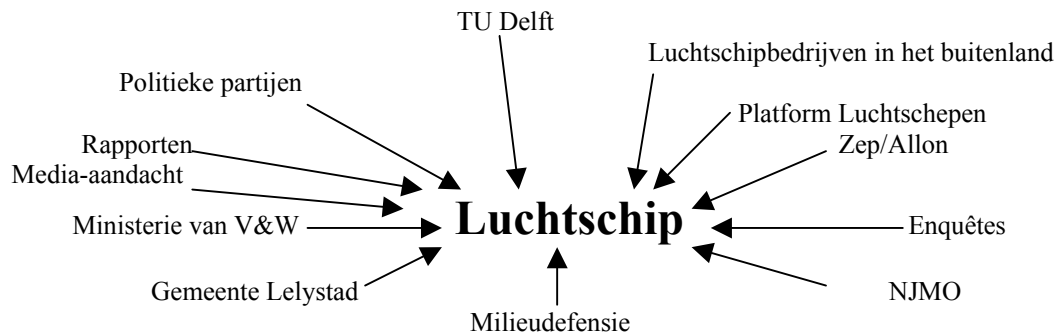 TU Delft
Luchtschipbedrijven in het buitenland
Politieke partijen
Platform Luchtschepen
Rapporten
Zep/Allon
Media-aandacht
Luchtschip
Ministerie van V&W
Enquêtes
Gemeente Lelystad
NJMO
Milieudefensie